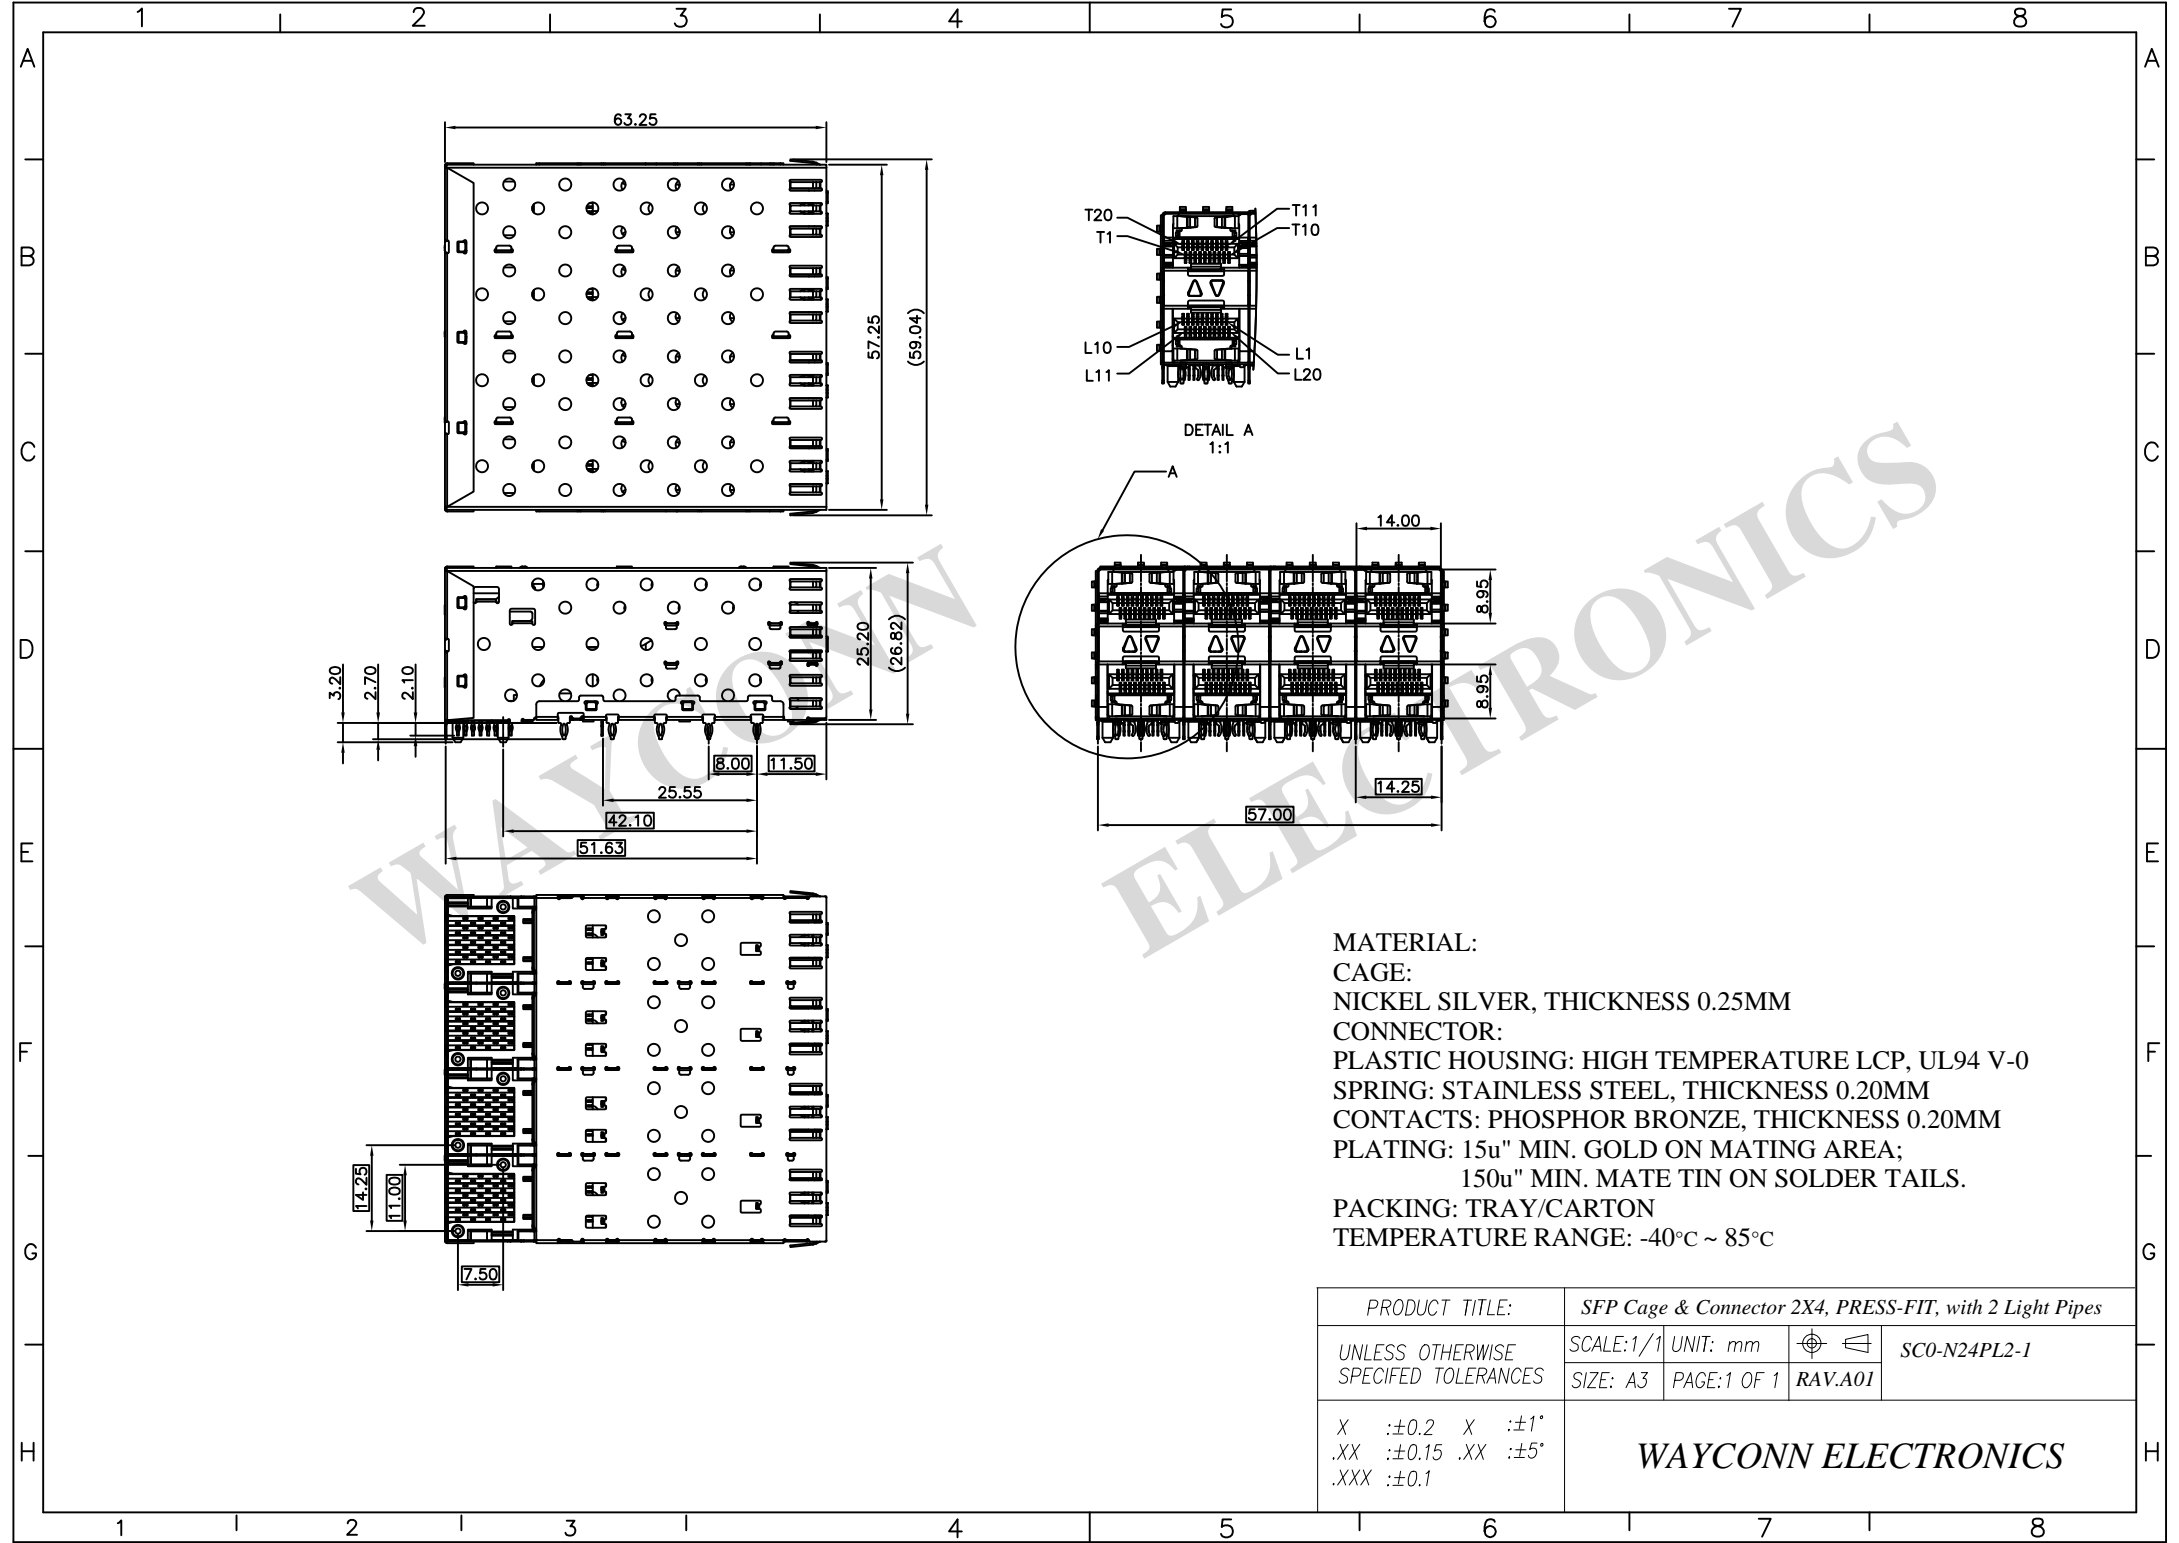 1 2 3 4 5 6 7 8
A A
63.25
T20 T11
T1 T10
B B
57.25
(59.04)
L10 L1
L11 L20
DETAIL A
1:1
C C
A
14.00
8.95
25.20
(26.82)
D D
3.20
2.70
2.10
8.95
8.00 11.50
25.55
14.25
42.10
57.00
51.63
E E
WAYCONN
ELECTRONICS
MATERIAL:
CAGE:
NICKEL SILVER, THICKNESS 0.25MM
CONNECTOR:
F F
PLASTIC HOUSING: HIGH TEMPERATURE LCP, UL94 V-0
SPRING: STAINLESS STEEL, THICKNESS 0.20MM
CONTACTS: PHOSPHOR BRONZE, THICKNESS 0.20MM
PLATING: 15u" MIN. GOLD ON MATING AREA;
150u" MIN. MATE TIN ON SOLDER TAILS.
PACKING: TRAY/CARTON
TEMPERATURE RANGE: -40°C ~ 85°C
14.25
11.00
7.50
G G
PRODUCT TITLE: SFP Cage & Connector 2X4, PRESS-FIT, with 2 Light Pipes
UNLESS OTHERWISE
SPECIFED TOLERANCES
SCALE:1/1 UNIT: mm SC0-N24PL2-1
SIZE: A3 PAGE:1 OF 1 RAV.A01
X :±0.2 X :±1°
.XX :±0.15 .XX :±5°
.XXX :±0.1
WAYCONN ELECTRONICS
H H
1 2 3 4 5 6 7 8